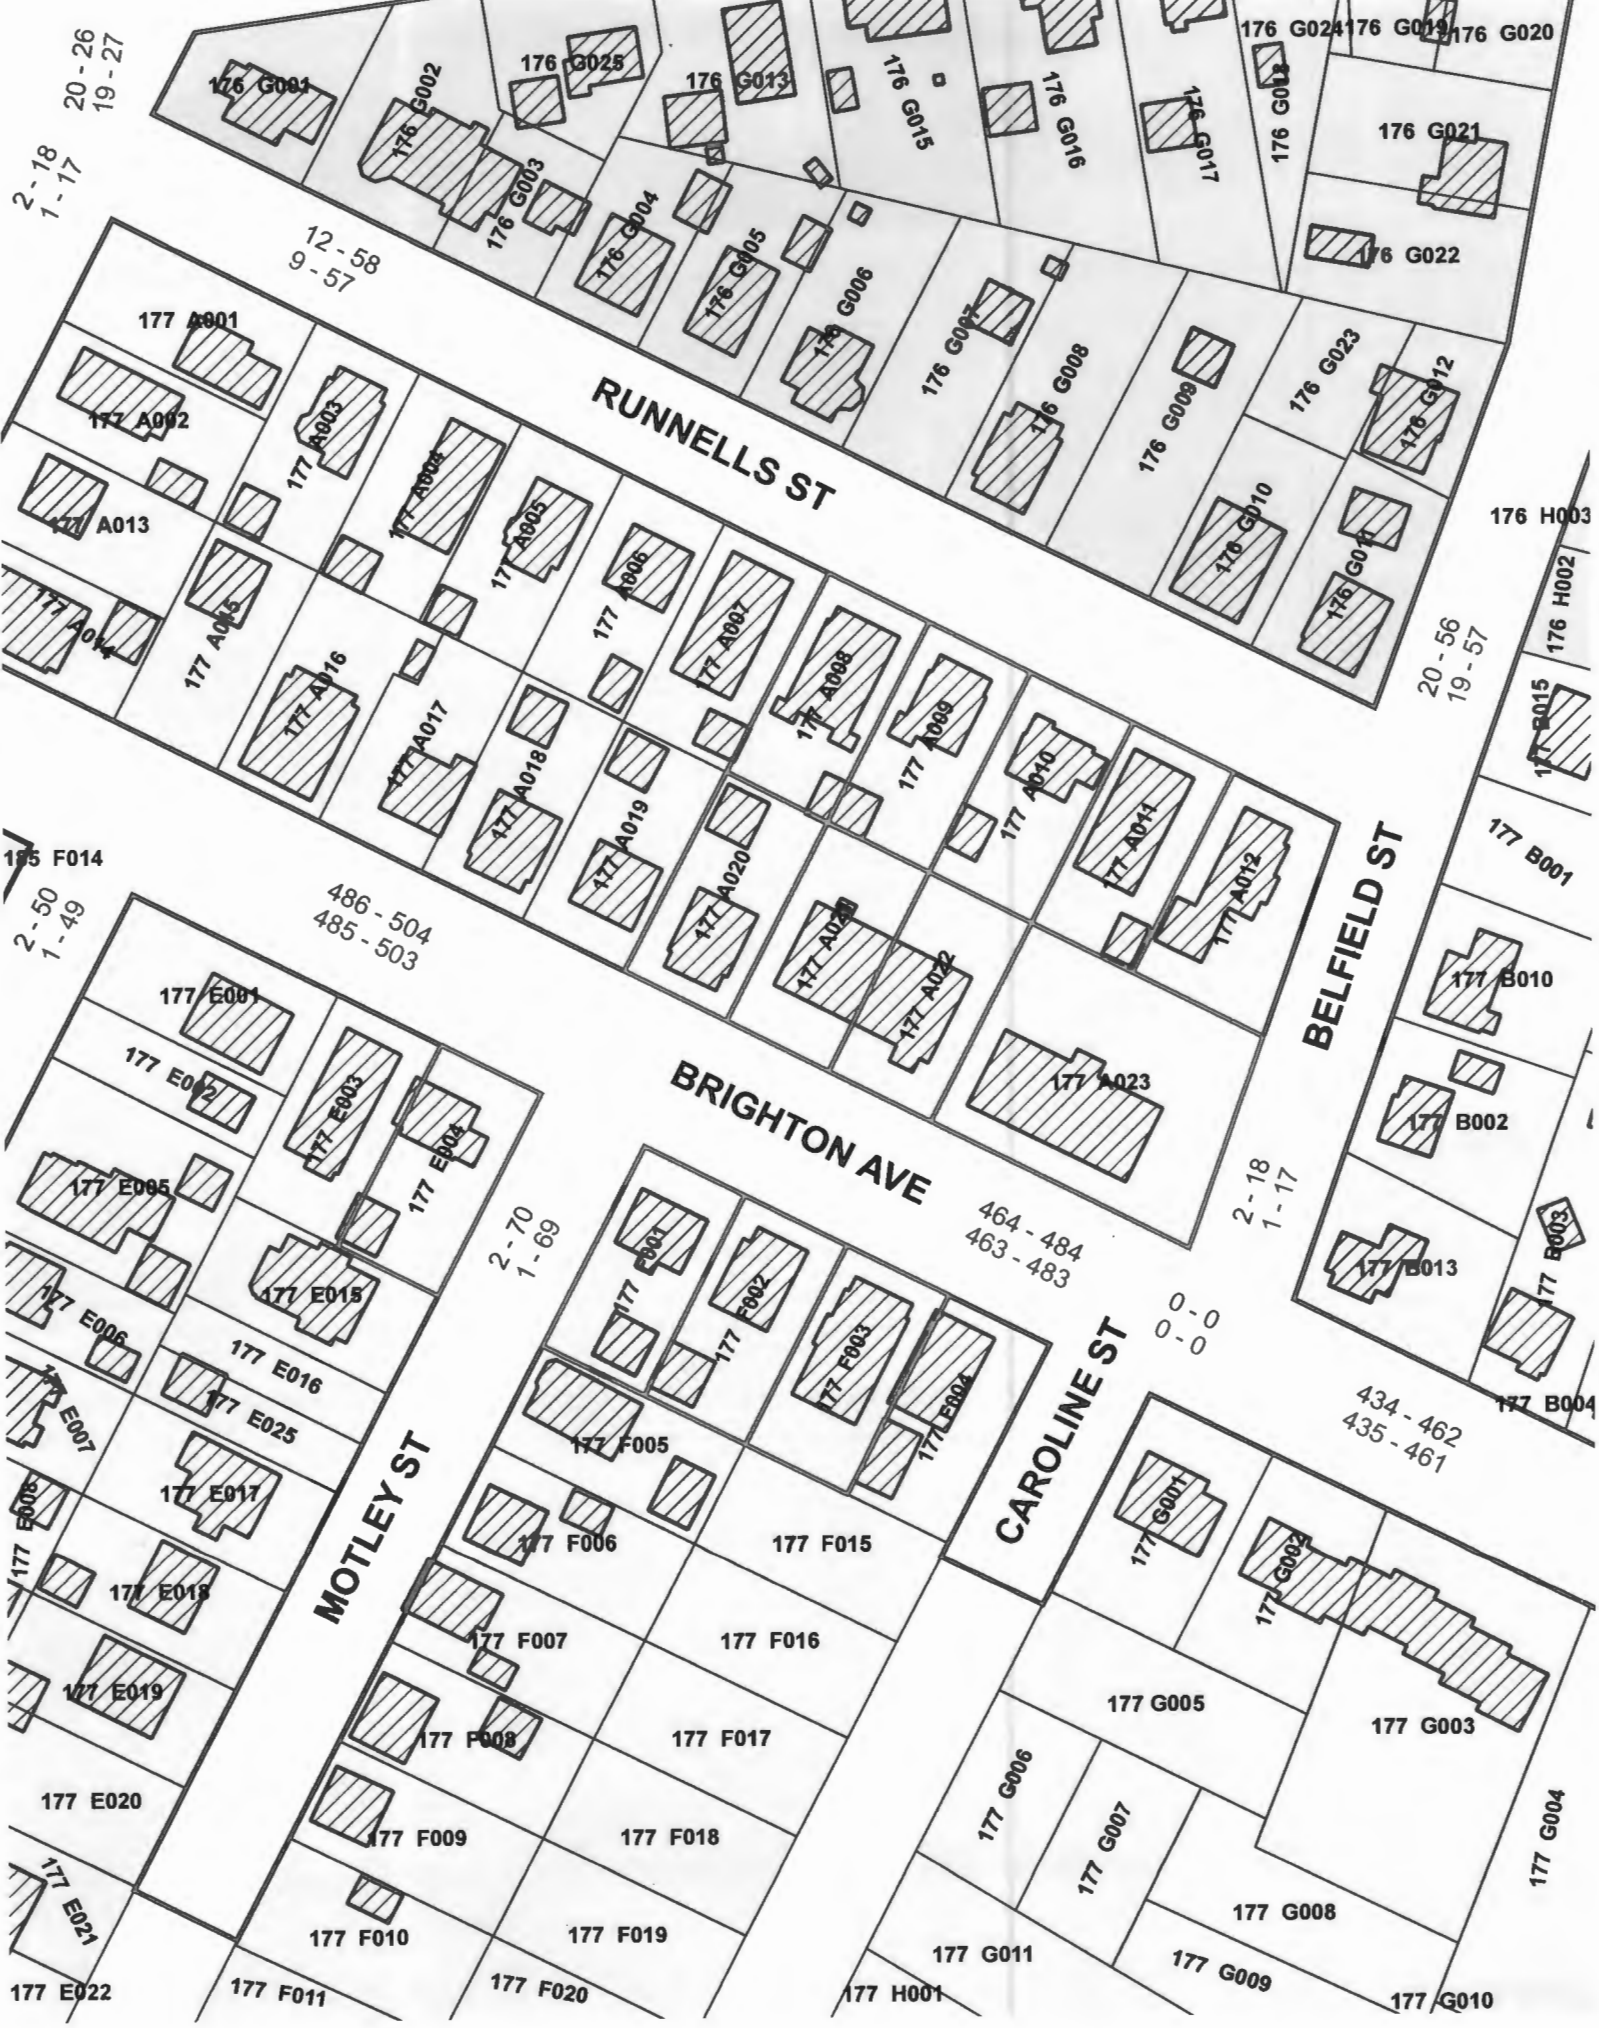 20 - 26
19 - 27
2 - 18
1 - 17
176 G001
176 G002
176 G025
176 G013
176 G015
176 G016
176 G017
176 G018
176 G024
176 G019
176 G020
176 G021
176 G022
176 G003
176 G004
176 G005
176 G006
176 G007
176 G008
176 G009
176 G023
176 G012
176 G010
176 G011
12 - 58
9 - 57
RUNNELLS ST
177 A001
177 A002
177 A003
177 A004
177 A005
177 A006
177 A007
177 A008
177 A009
177 A010
177 A011
177 A012
177 A013
177 A014
177 A015
177 A016
177 A017
177 A018
177 A019
177 A020
177 A021
177 A022
177 A023
176 H003
176 H002
20 - 56
19 - 57
177 B015
177 B001
BELFIELD ST
177 B010
177 B002
177 B003
177 B013
177 B004
185 F014
2 - 50
1 - 49
486 - 504
485 - 503
BRIGHTON AVE
464 - 484
463 - 483
2 - 18
1 - 17
0 - 0
0 - 0
434 - 462
435 - 461
177 E001
177 E002
177 E003
177 E004
177 E005
177 E006
177 E007
177 E008
177 E015
177 E016
177 E025
177 E017
177 E018
177 E019
177 E020
177 E021
177 E022
2 - 70
1 - 69
MOTLEY ST
177 F001
177 F002
177 F003
177 F004
177 F005
177 F006
177 F007
177 F008
177 F009
177 F010
177 F011
177 F015
177 F016
177 F017
177 F018
177 F019
177 F020
CAROLINE ST
177 G001
177 G002
177 G003
177 G004
177 G005
177 G006
177 G007
177 G008
177 G009
177 G010
177 G011
177 H001